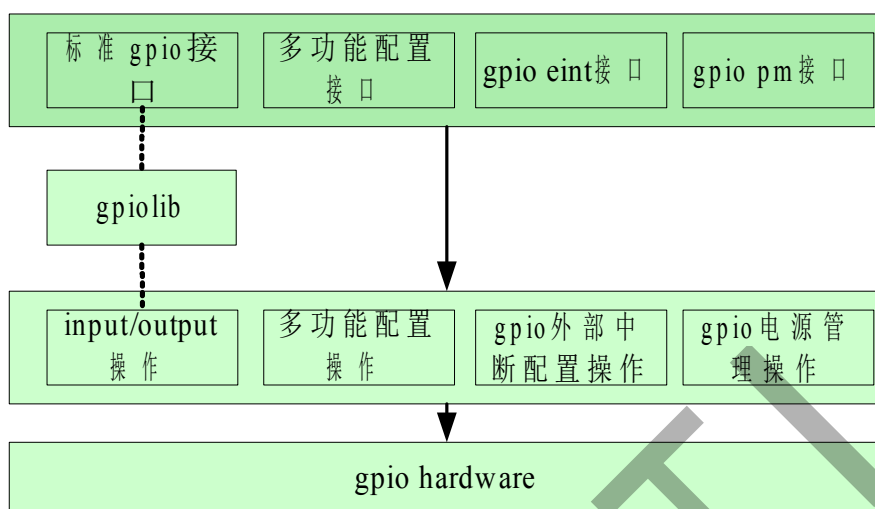 标准gpio接
口
多功能配置
接口
gpio eint接口
gpio pm接口
gpiolib
input/output
操作
多功能配置
操作
gpio外部中
断配置操作
gpio电源管
理操作
gpio hardware